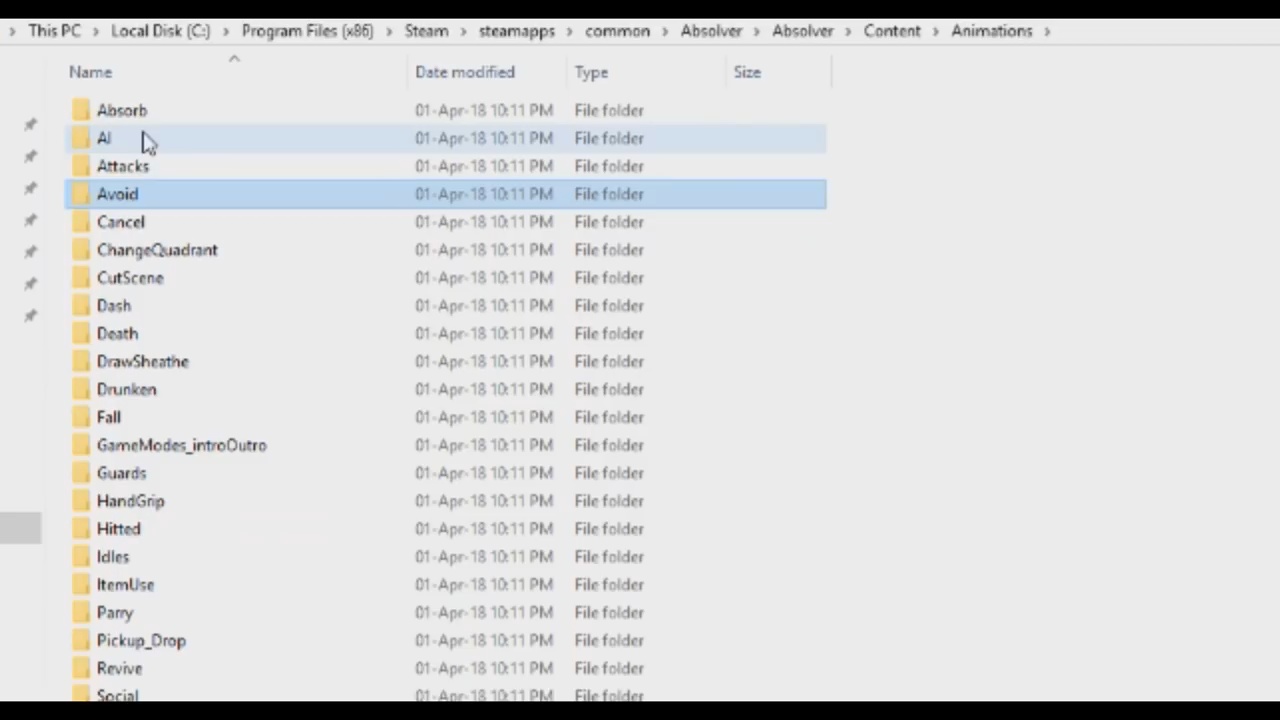 This PC > Local Disk (C:) > Program Files (x86) > Steam > steamapps > common > Absolver > Absolver > Content > Animations >
Name Date modified Type Size
Absorb 01-Apr-18 10:11 PM File folder
AI 01-Apr-18 10:11 PM File folder
Attacks 01-Apr-18 10:11 PM File folder
Avoid 01-Apr-18 10:11 PM File folder
Cancel 01-Apr-18 10:11 PM File folder
ChangeQuadrant 01-Apr-18 10:11 PM File folder
CutScene 01-Apr-18 10:11 PM File folder
Dash 01-Apr-18 10:11 PM File folder
Death 01-Apr-18 10:11 PM File folder
DrawSheathe 01-Apr-18 10:11 PM File folder
Drunken 01-Apr-18 10:11 PM File folder
Fall 01-Apr-18 10:11 PM File folder
GameModes_introOutro 01-Apr-18 10:11 PM File folder
Guards 01-Apr-18 10:11 PM File folder
HandGrip 01-Apr-18 10:11 PM File folder
Hitted 01-Apr-18 10:11 PM File folder
Idles 01-Apr-18 10:11 PM File folder
ItemUse 01-Apr-18 10:11 PM File folder
Parry 01-Apr-18 10:11 PM File folder
Pickup_Drop 01-Apr-18 10:11 PM File folder
Revive 01-Apr-18 10:11 PM File folder
Social 01-Apr-18 10:11 PM File folder